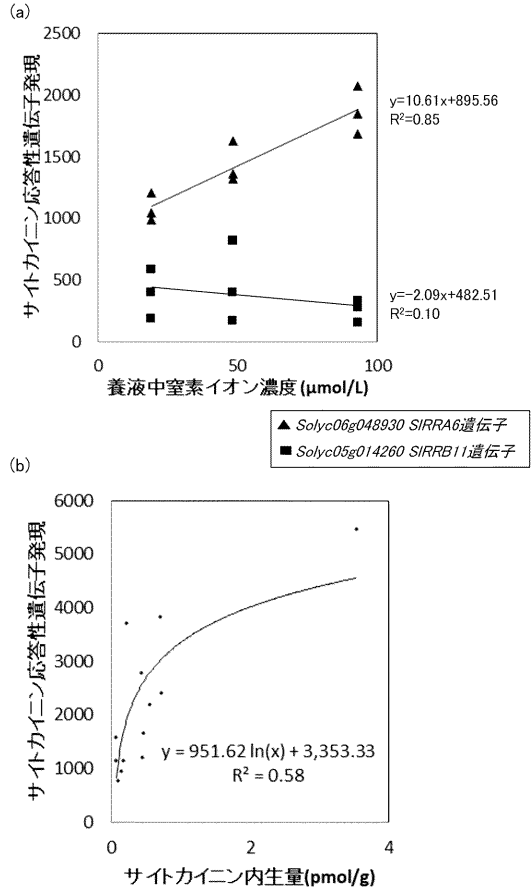 (a)
サイトカイニン応答性遺伝子発現
2500
2000
1500
1000
500
0
0
50
100
養液中窒素イオン濃度(μmol/L)
y=10.61x+895.56
R²=0.85
y=-2.09x+482.51
R²=0.10
▲ Solyc06g048930 SlRRA6遺伝子
■ Solyc05g014260 SlRRB11遺伝子
(b)
サイトカイニン応答性遺伝子発現
6000
5000
4000
3000
2000
1000
0
0
2
4
y = 951.62 ln(x) + 3,353.33
R² = 0.58
サイトカイニン内生量(pmol/g)